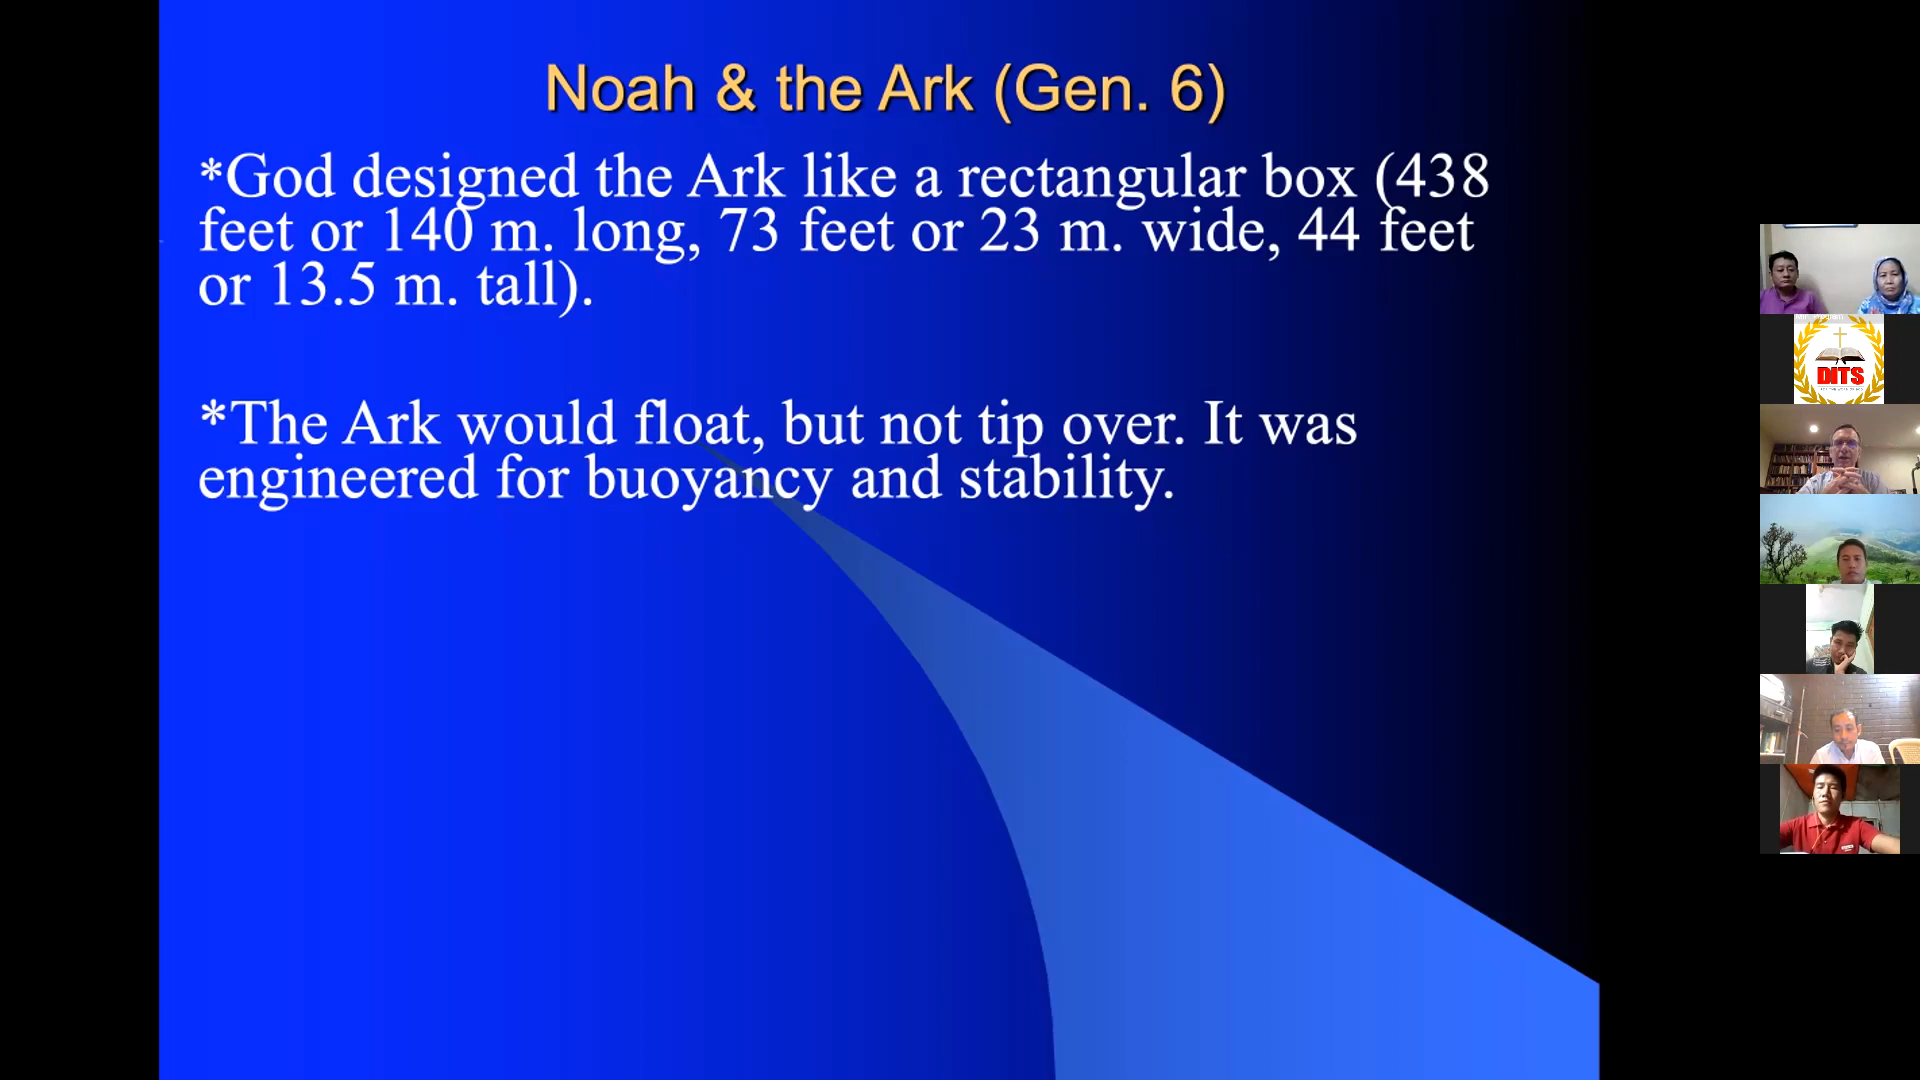 Noah & the Ark (Gen. 6)
*God designed the Ark like a rectangular box (438
feet or 140 m. long, 73 feet or 23 m. wide, 44 feet
or 13.5 m. tall).
*The Ark would float, but not tip over. It was
engineered for buoyancy and stability.
DITS